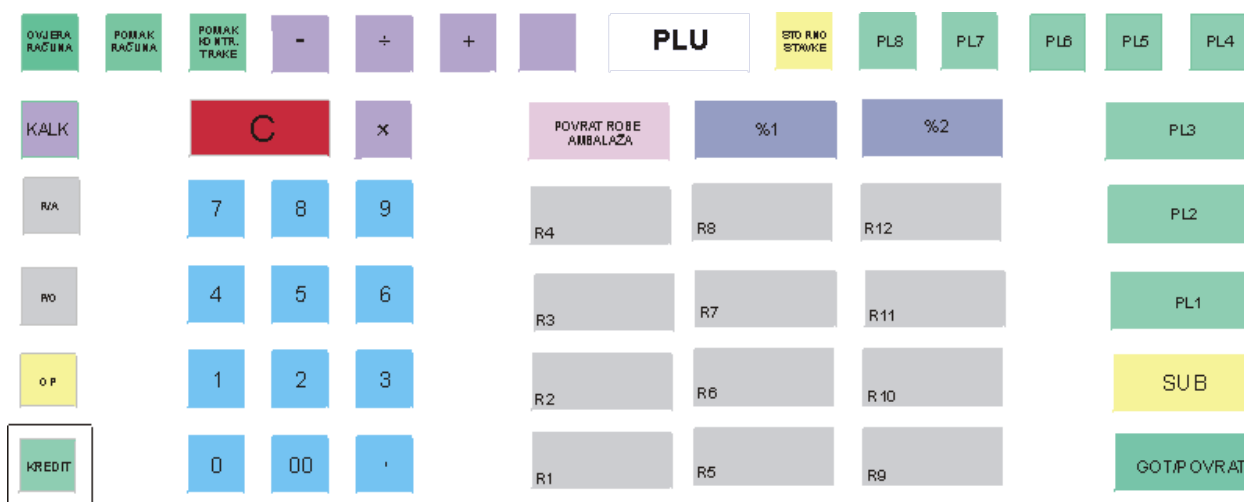 OVJERA
RAČUNA
POMAK
RAČUNA
POMAK
KONTR.
TRAKE
-
÷
+
PLU
STORNO
STAVKE
PL8
PL7
PL6
PL5
PL4
KALK
C
×
POVRAT ROBE
AMBALAŽA
%1
%2
PL3
R/A
7
8
9
R4
R8
R12
PL2
P/O
4
5
6
R3
R7
R11
PL1
OP
1
2
3
R2
R6
R10
SUB
KREDIT
0
00
.
R1
R5
R9
GOT/POVRAT